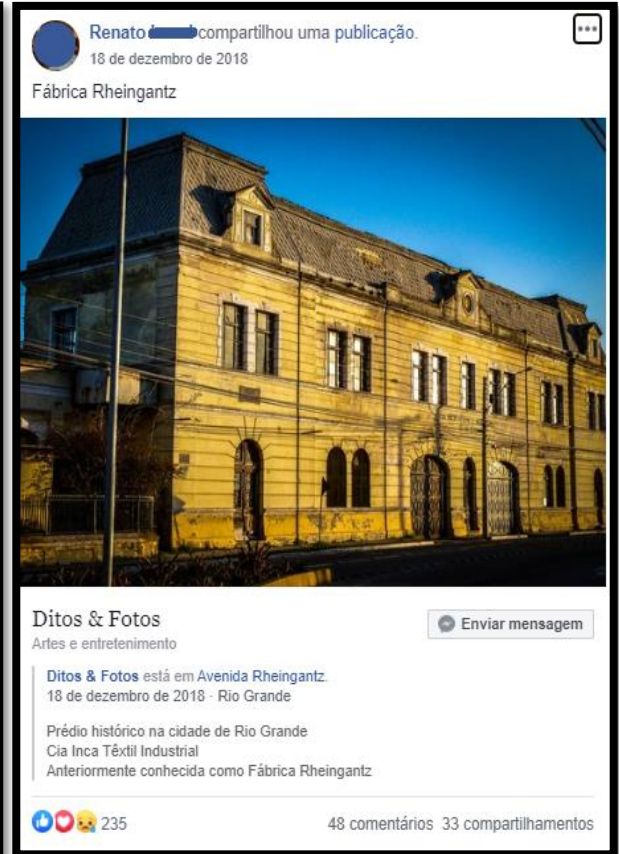 Renato compartilhou uma publicação.
18 de dezembro de 2018
Fábrica Rheingantz
Ditos & Fotos
Artes e entretenimento
Enviar mensagem
Ditos & Fotos está em Avenida Rheingantz.
18 de dezembro de 2018 · Rio Grande
Prédio histórico na cidade de Rio Grande
Cia Inca Têxtil Industrial
Anteriormente conhecida como Fábrica Rheingantz
235
48 comentários 33 compartilhamentos